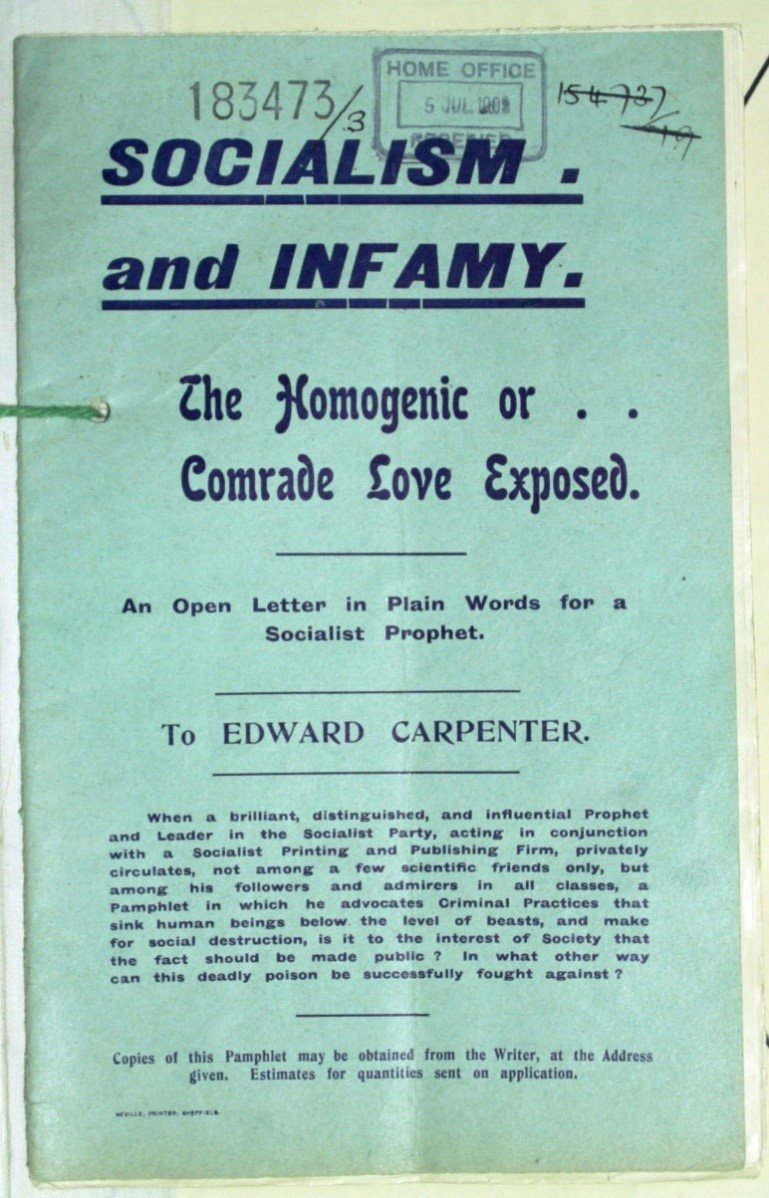 183473/3
HOME OFFICE
5 JUL 1909
RECEIVED
154737/
SOCIALISM .
and INFAMY.
The Homogenic or . .
Comrade Love Exposed.
An Open Letter in Plain Words for a
Socialist Prophet.
To EDWARD CARPENTER.
When a brilliant, distinguished, and influential Prophet
and Leader in the Socialist Party, acting in conjunction
with a Socialist Printing and Publishing Firm, privately
circulates, not among a few scientific friends only, but
among his followers and admirers in all classes, a
Pamphlet in which he advocates Criminal Practices that
sink human beings below the level of beasts, and make
for social destruction, is it to the interest of Society that
the fact should be made public ? In what other way
can this deadly poison be successfully fought against ?
Copies of this Pamphlet may be obtained from the Writer, at the Address
given. Estimates for quantities sent on application.
NEVILLE, PRINTER, SHEFFIELD.